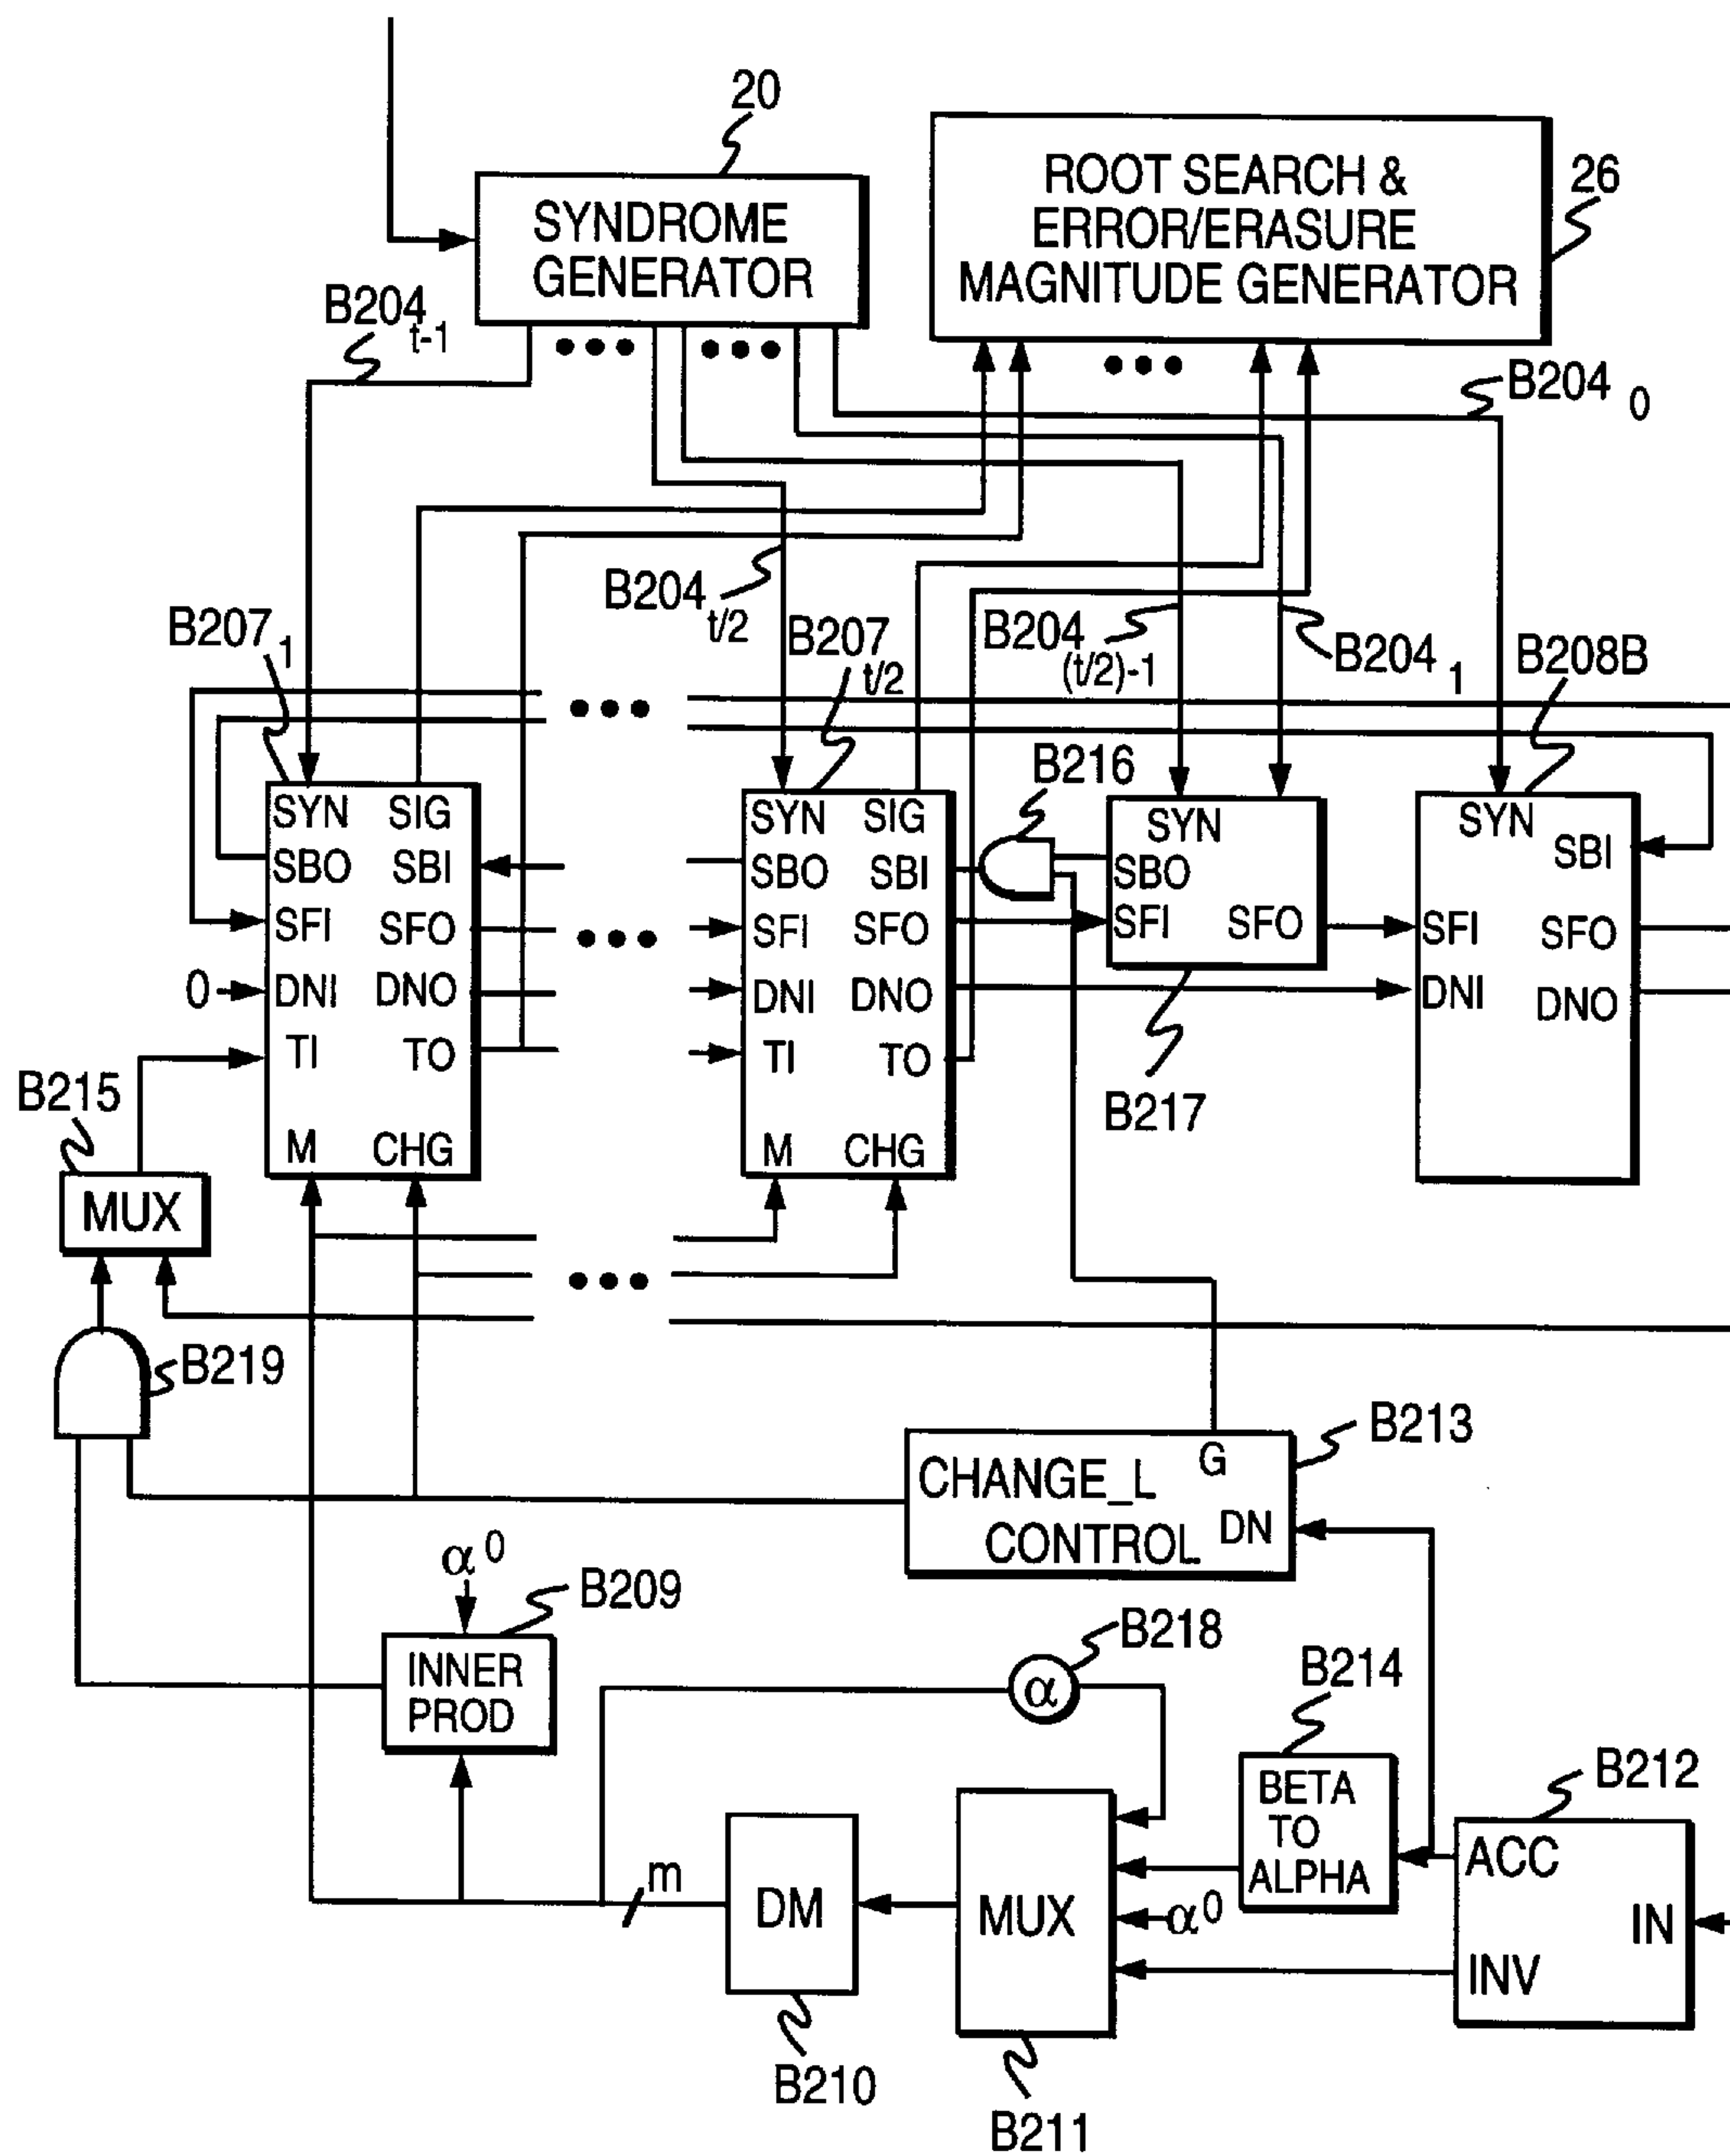 20
SYNDROME
GENERATOR
ROOT SEARCH &
ERROR/ERASURE
MAGNITUDE GENERATOR
26
B204 t-1
B204 0
B204 t/2
B207 1
B207 t/2
B204 (t/2)-1
B204 1
B208B
B216
SYN SIG
SBO SBI
SFI SFO
0 DNI DNO
TI TO
M CHG
SYN SIG
SBO SBI
SFI SFO
DNI DNO
TI TO
M CHG
SYN
SBO
SFI SFO
B217
SYN
SBI
SFI SFO
DNI DNO
B215
MUX
B219
CHANGE_L
CONTROL
G
DN
B213
α0
B209
INNER
PROD
B218
α
B214
BETA
TO
ALPHA
B212
ACC
IN
INV
m
DM
MUX
α0
B210
B211